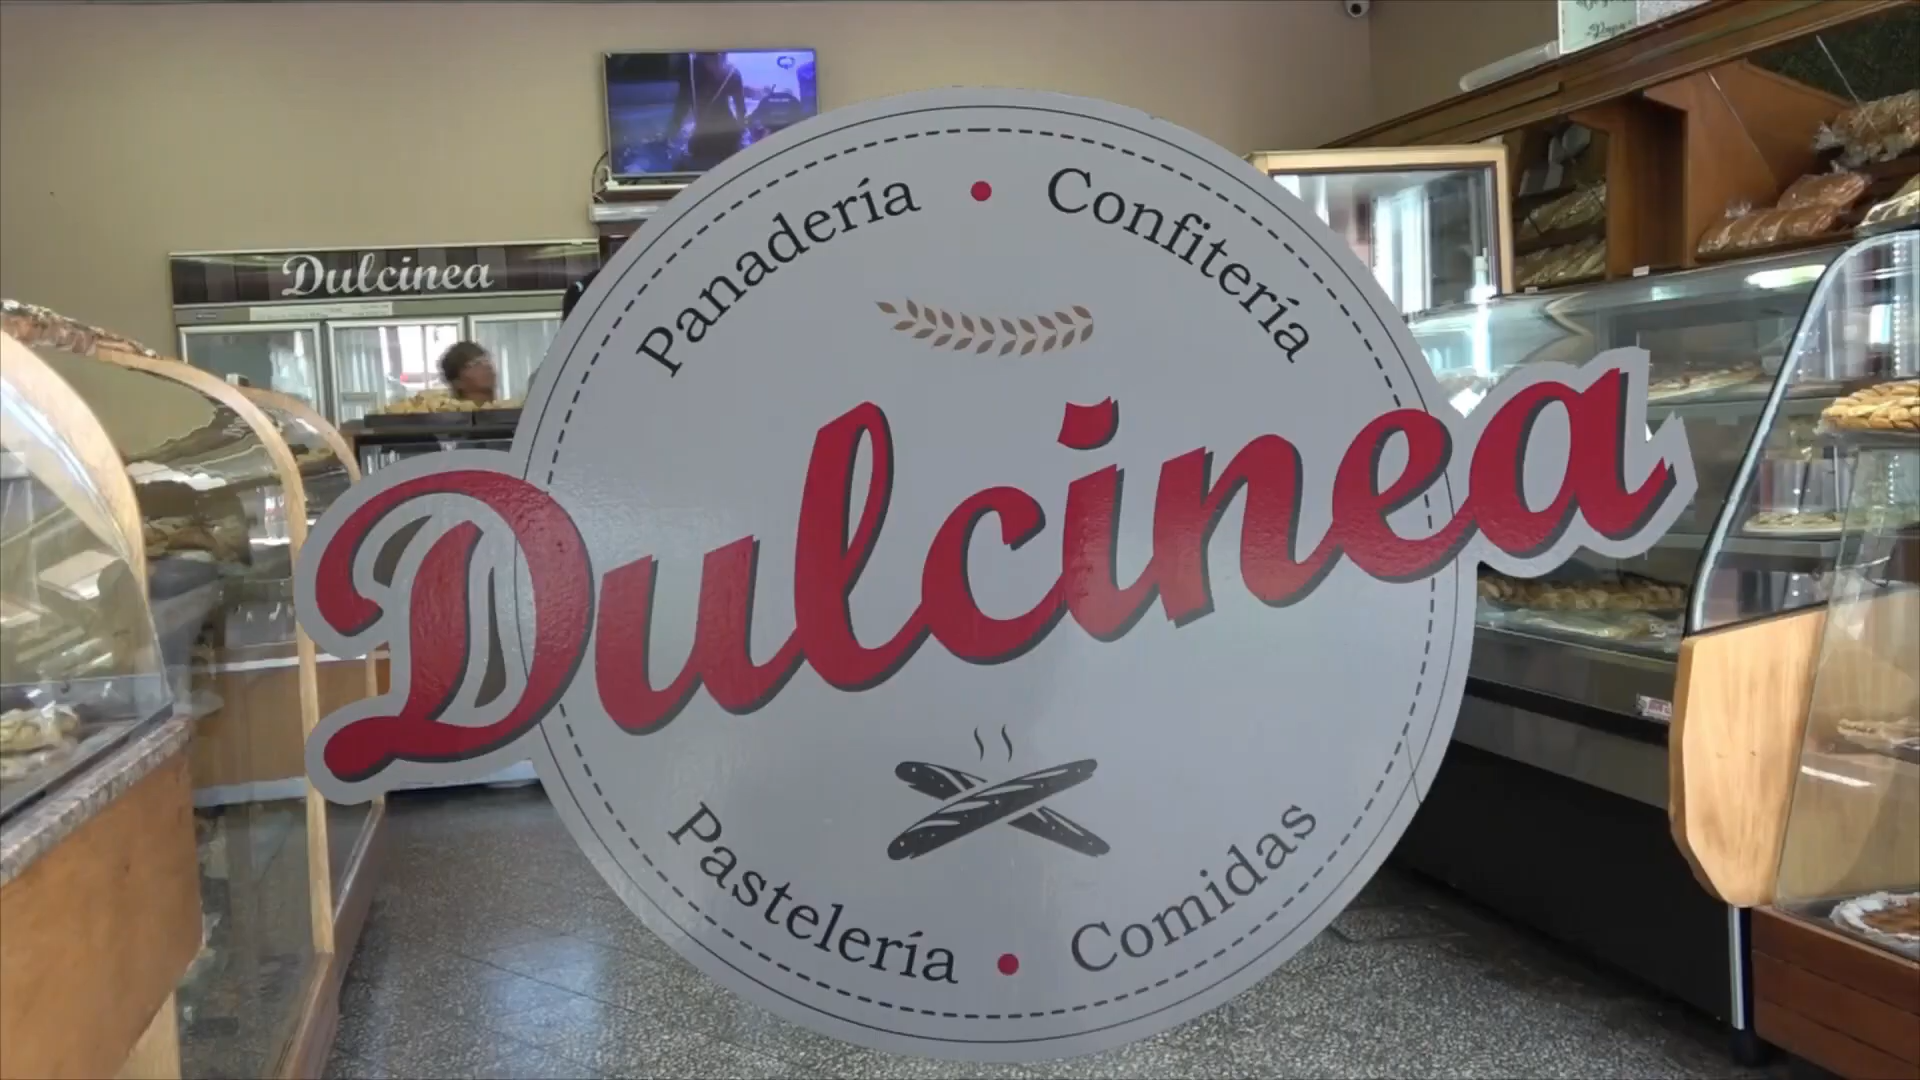 Dulcinea
Panadería • Confitería
Dulcinea
Pastelería • Comidas